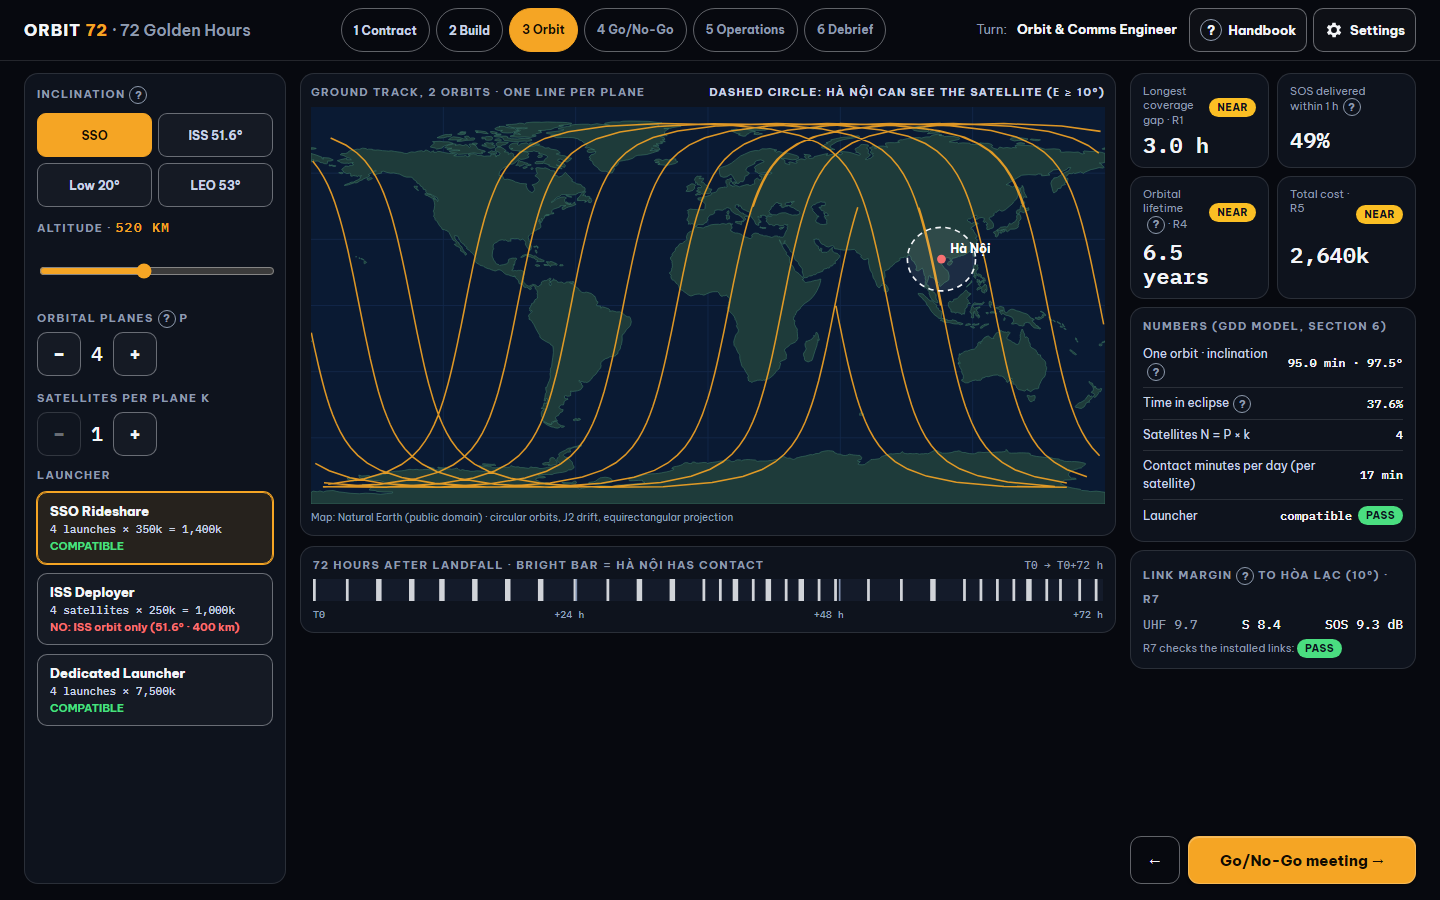 ORBIT 72 · 72 Golden Hours
1 Contract
2 Build
3 Orbit
4 Go/No-Go
5 Operations
6 Debrief
Turn: Orbit & Comms Engineer
? Handbook
Settings
INCLINATION ?
SSO
ISS 51.6°
Low 20°
LEO 53°
ALTITUDE · 520 KM
ORBITAL PLANES ? P
− 4 +
SATELLITES PER PLANE K
− 1 +
LAUNCHER
SSO Rideshare
4 launches × 350k = 1,400k
COMPATIBLE
ISS Deployer
4 satellites × 250k = 1,000k
NO: ISS orbit only (51.6° · 400 km)
Dedicated Launcher
4 launches × 7,500k
COMPATIBLE
GROUND TRACK, 2 ORBITS · ONE LINE PER PLANE
DASHED CIRCLE: HÀ NỘI CAN SEE THE SATELLITE (E ≥ 10°)
Hà Nội
Map: Natural Earth (public domain) · circular orbits, J2 drift, equirectangular projection
72 HOURS AFTER LANDFALL · BRIGHT BAR = HÀ NỘI HAS CONTACT
T0 → T0+72 h
T0
+24 h
+48 h
+72 h
Longest
coverage
gap · R1
NEAR
3.0 h
SOS delivered
within 1 h ?
49%
Orbital
lifetime
? · R4
NEAR
6.5
years
Total cost ·
R5
NEAR
2,640k
NUMBERS (GDD MODEL, SECTION 6)
One orbit · inclination
?
95.0 min · 97.5°
Time in eclipse ?
37.6%
Satellites N = P × k
4
Contact minutes per day (per
satellite)
17 min
Launcher
compatible PASS
LINK MARGIN ? TO HÒA LẠC (10°) ·
R7
UHF 9.7
S 8.4
SOS 9.3 dB
R7 checks the installed links: PASS
←
Go/No-Go meeting →